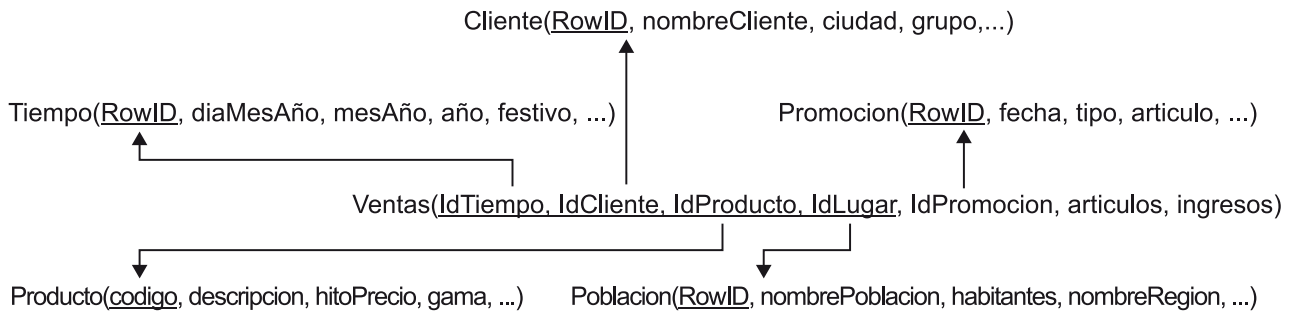 Cliente(RowID, nombreCliente, ciudad, grupo,...)
Tiempo(RowID, diaMesAño, mesAño, año, festivo, ...)
Promocion(RowID, fecha, tipo, articulo, ...)
Ventas(IdTiempo, IdCliente, IdProducto, IdLugar, IdPromocion, articulos, ingresos)
Producto(codigo, descripcion, hitoPrecio, gama, ...)
Poblacion(RowID, nombrePoblacion, habitantes, nombreRegion, ...)